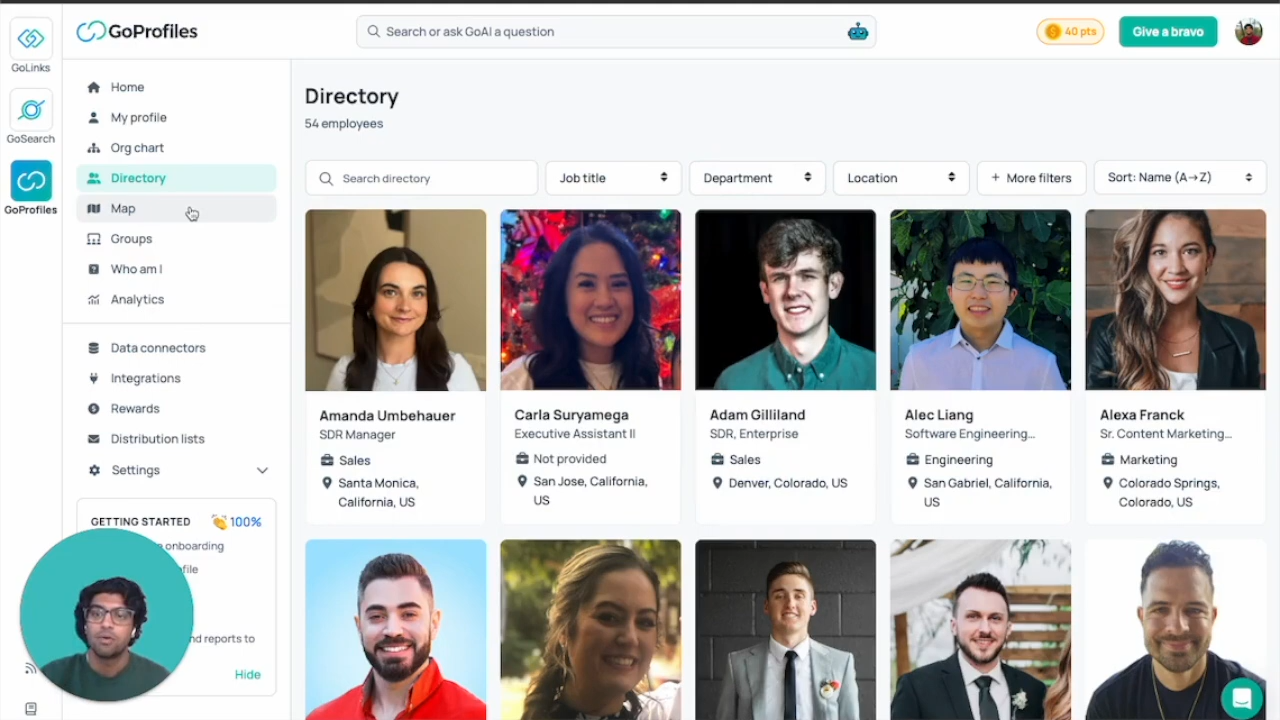 GoLinks
GoSearch
GoProfiles
GoProfiles
Search or ask GoAI a question
40 pts
Give a bravo
Home
My profile
Org chart
Directory
Map
Groups
Who am I
Analytics
Data connectors
Integrations
Rewards
Distribution lists
Settings
GETTING STARTED
100%
onboarding
reports to
Hide
Directory
54 employees
Search directory
Job title
Department
Location
+ More filters
Sort: Name (A→Z)
Amanda Umbehauer
SDR Manager
Sales
Santa Monica,
California, US
Carla Suryamega
Executive Assistant II
Not provided
San Jose, California,
US
Adam Gilliland
SDR, Enterprise
Sales
Denver, Colorado, US
Alec Liang
Software Engineering...
Engineering
San Gabriel, California,
US
Alexa Franck
Sr. Content Marketing...
Marketing
Colorado Springs,
Colorado, US